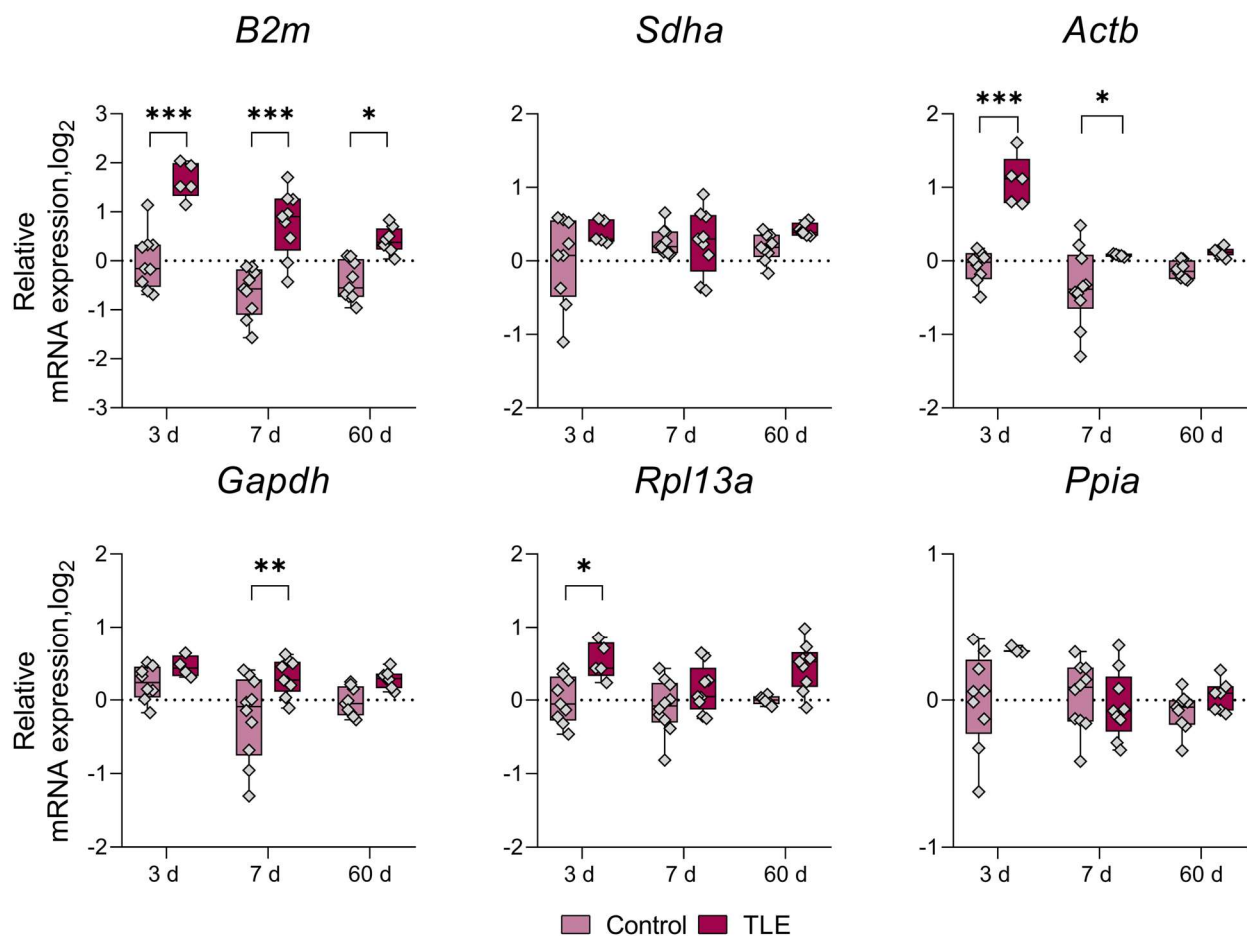 B2m
Sdha
Actb
Relative
mRNA expression,log2
3
2
1
0
-1
-2
-3
***
***
*
3 d
7 d
60 d
2
1
0
-1
-2
3 d
7 d
60 d
2
1
0
-1
-2
***
*
3 d
7 d
60 d
Gapdh
Rpl13a
Ppia
Relative
mRNA expression,log2
2
1
0
-1
-2
**
3 d
7 d
60 d
2
1
0
-1
-2
*
3 d
7 d
60 d
1
0
-1
3 d
7 d
60 d
Control
TLE